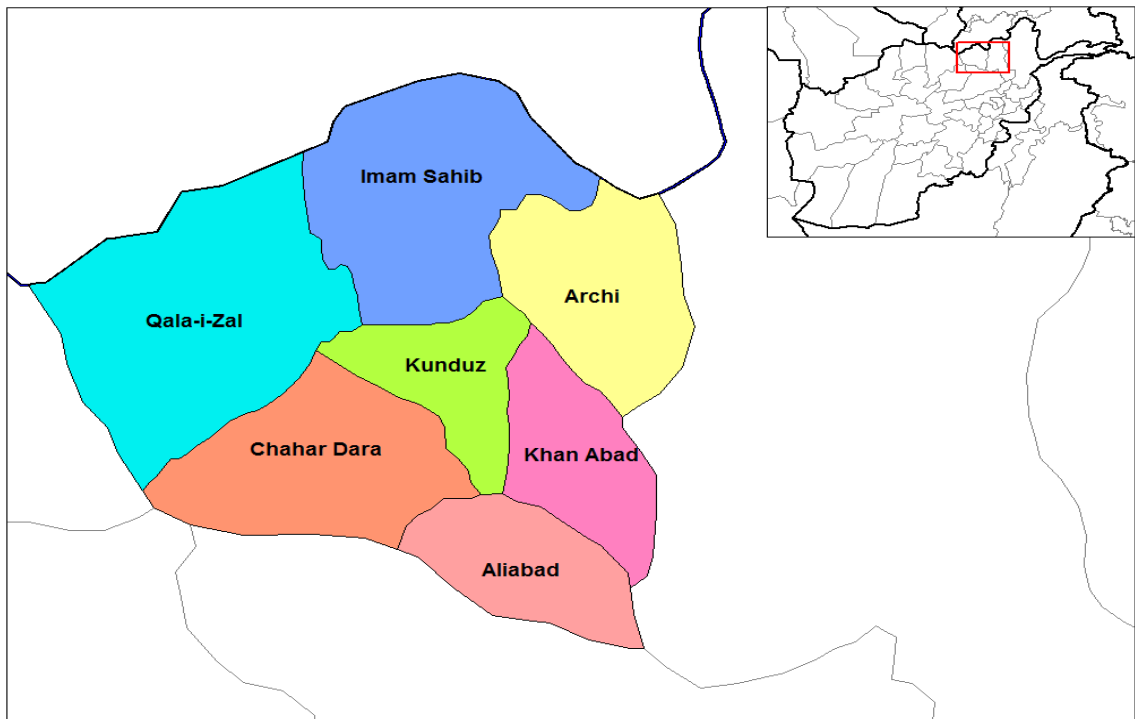 Imam Sahib
Archi
Qala-i-Zal
Kunduz
Chahar Dara
Khan Abad
Aliabad